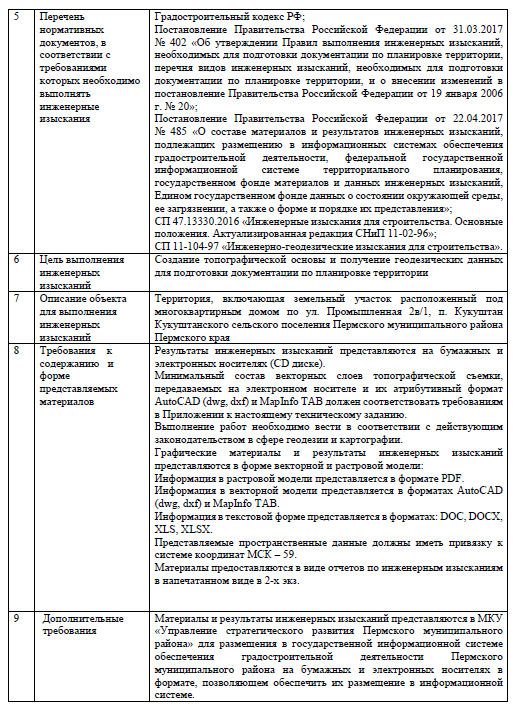 5 Перечень нормативных документов, в соответствии с требованиями которых необходимо выполнять инженерные изыскания
Градостроительный кодекс РФ;
Постановление Правительства Российской Федерации от 31.03.2017
№ 402 «Об утверждении Правил выполнения инженерных изысканий,
необходимых для подготовки документации по планировке территории,
перечня видов инженерных изысканий, необходимых для подготовки
документации по планировке территории, и о внесении изменений в
постановление Правительства Российской Федерации от 19 января 2006
г. № 20»;
Постановление Правительства Российской Федерации от 22.04.2017
№ 485 «О составе материалов и результатов инженерных изысканий,
подлежащих размещению в информационных системах обеспечения
градостроительной деятельности, федеральной государственной
информационной системе территориального планирования,
государственном фонде материалов и данных инженерных изысканий,
Едином государственном фонде данных о состоянии окружающей среды,
ее загрязнении, а также о форме и порядке их представления»;
СП 47.13330.2016 «Инженерные изыскания для строительства. Основные
положения. Актуализированная редакция СНиП 11-02-96»;
СП 11-104-97 «Инженерно-геодезические изыскания для строительства».
6 Цель выполнения
инженерных
изысканий
Создание топографической основы и получение геодезических данных
для подготовки документации по планировке территории
7 Описание объекта
для выполнения
инженерных
изысканий
Территория, включающая земельный участок расположенный под
многоквартирным домом по ул. Промышленная 2в/1, п. Кукуштан
Кукуштанского сельского поселения Пермского муниципального района
Пермского края
8 Требования к
содержанию и
форме
представляемых
материалов
Результаты инженерных изысканий представляются на бумажных и
электронных носителях (CD диске).
Минимальный состав векторных слоев топографической съемки,
передаваемых на электронном носителе и их атрибутивный формат
AutoCAD (dwg, dxf) и MapInfo TAB должен соответствовать требованиям
в Приложении к настоящему техническому заданию.
Выполнение работ необходимо вести в соответствии с действующим
законодательством в сфере геодезии и картографии.
Графические материалы и результаты инженерных изысканий
представляются в форме векторной и растровой модели:
Информация в растровой модели представляется в формате PDF.
Информация в векторной модели представляется в форматах AutoCAD
(dwg, dxf) и MapInfo TAB.
Информация в текстовой форме представляется в форматах: DOC, DOCX,
XLS, XLSX.
Представляемые пространственные данные должны иметь привязку к
системе координат МСК – 59.
Материалы предоставляются в виде отчетов по инженерным изысканиям
в напечатанном виде в 2-х экз.
9 Дополнительные
требования
Материалы и результаты инженерных изысканий представляются в МКУ
«Управление стратегического развития Пермского муниципального
района» для размещения в государственной информационной системе
обеспечения градостроительной деятельности Пермского
муниципального района на бумажных и электронных носителях в
формате, позволяющем обеспечить их размещение в информационной
системе.